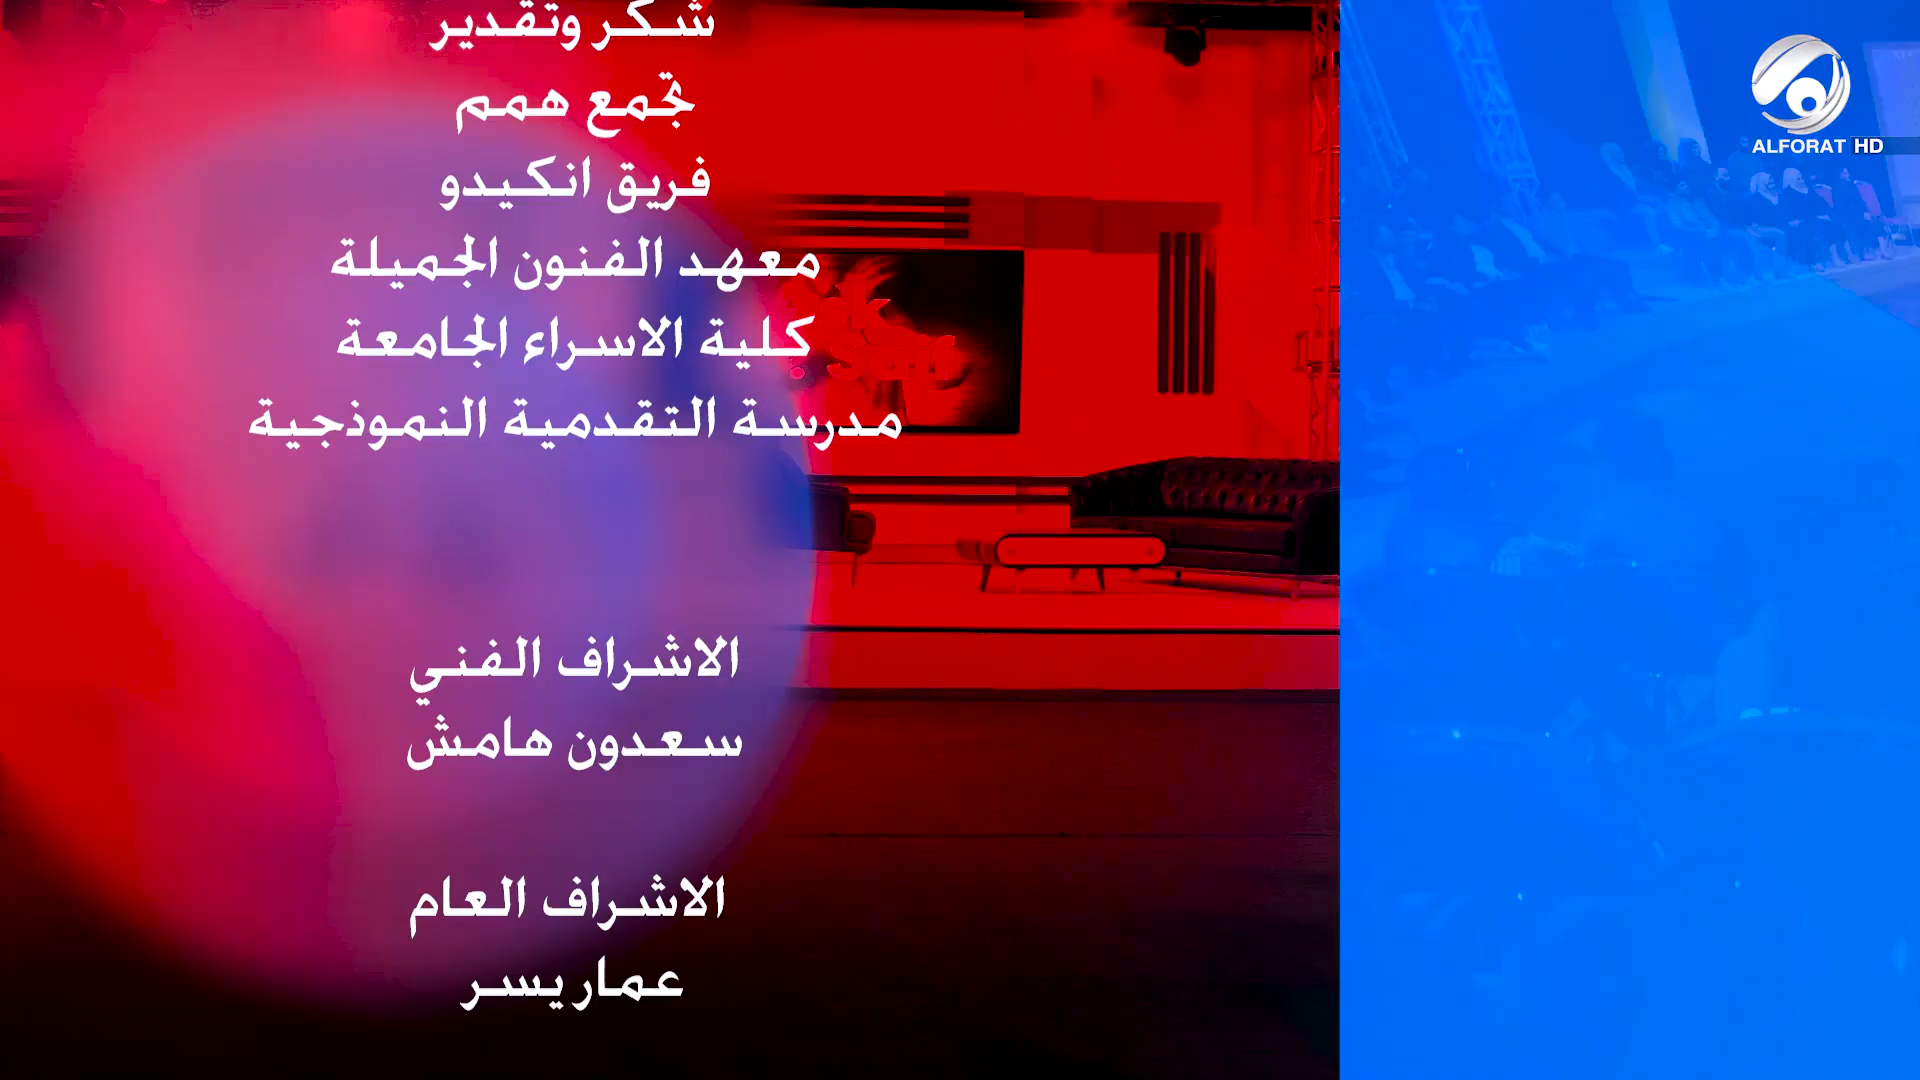 شكر وتقدير
تجمع همم
فريق انكيدو
معهد الفنون الجميلة
كلية الاسراء الجامعة
مدرسة التقدمية النموذجية
الاشراف الفني
سعدون هامش
الاشراف العام
عمار يسر
ALFORAT HD